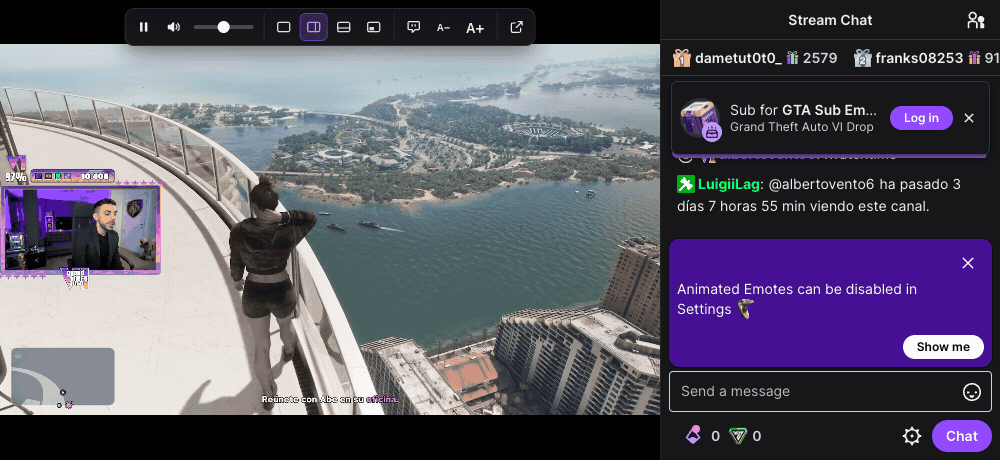 A-
A+
Stream Chat
dametut0t0_ 2579
franks08253 91
Sub for GTA Sub Em...
Grand Theft Auto VI Drop
Log in
LuigiiLag: @albertovento6 ha pasado 3
días 7 horas 55 min viendo este canal.
Animated Emotes can be disabled in
Settings
Show me
Send a message
0
0
Chat
97%
Reúnete con Abe en su oficina.